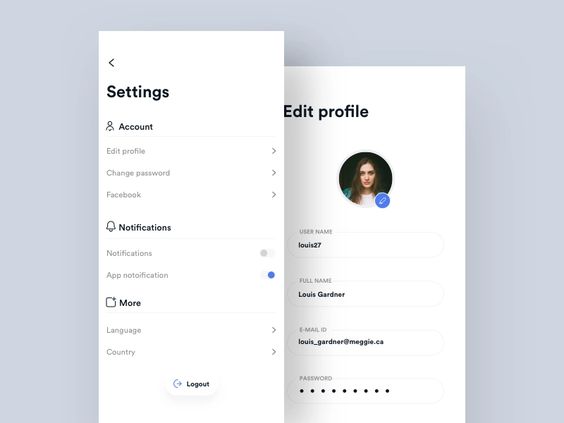 Settings
Account
Edit profile
Change password
Facebook
Notifications
Notifications
App notoification
More
Language
Country
Logout
Edit profile
USER NAME
louis27
FULL NAME
Louis Gardner
E-MAIL ID
louis_gardner@meggie.ca
PASSWORD